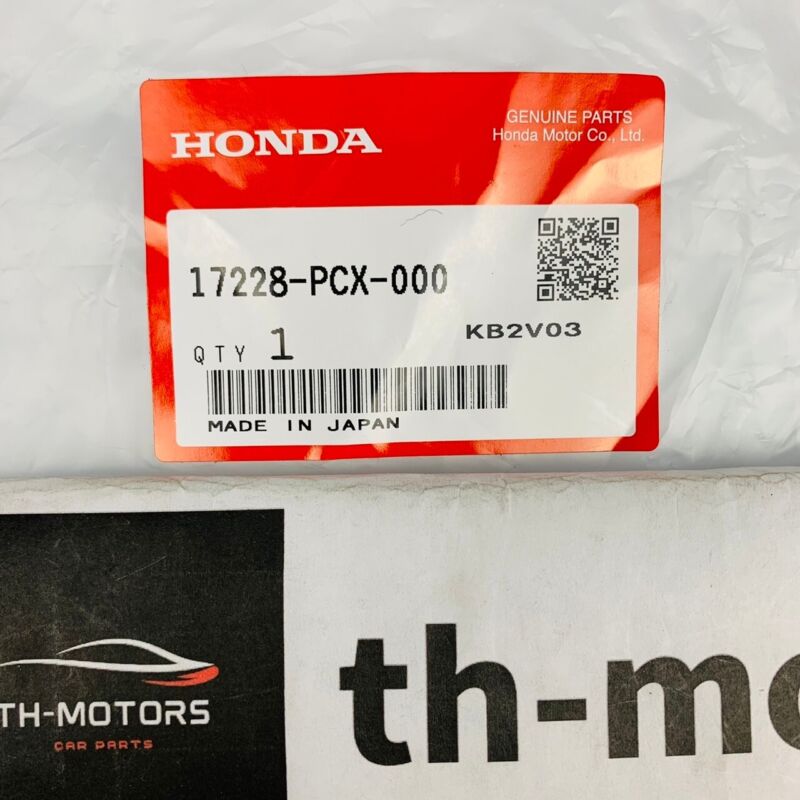 GENUINE PARTS
Honda Motor Co., Ltd.
HONDA
17228-PCX-000
KB2V03
QTY 1
MADE IN JAPAN
TH-MOTORS
CAR PARTS
th-mo